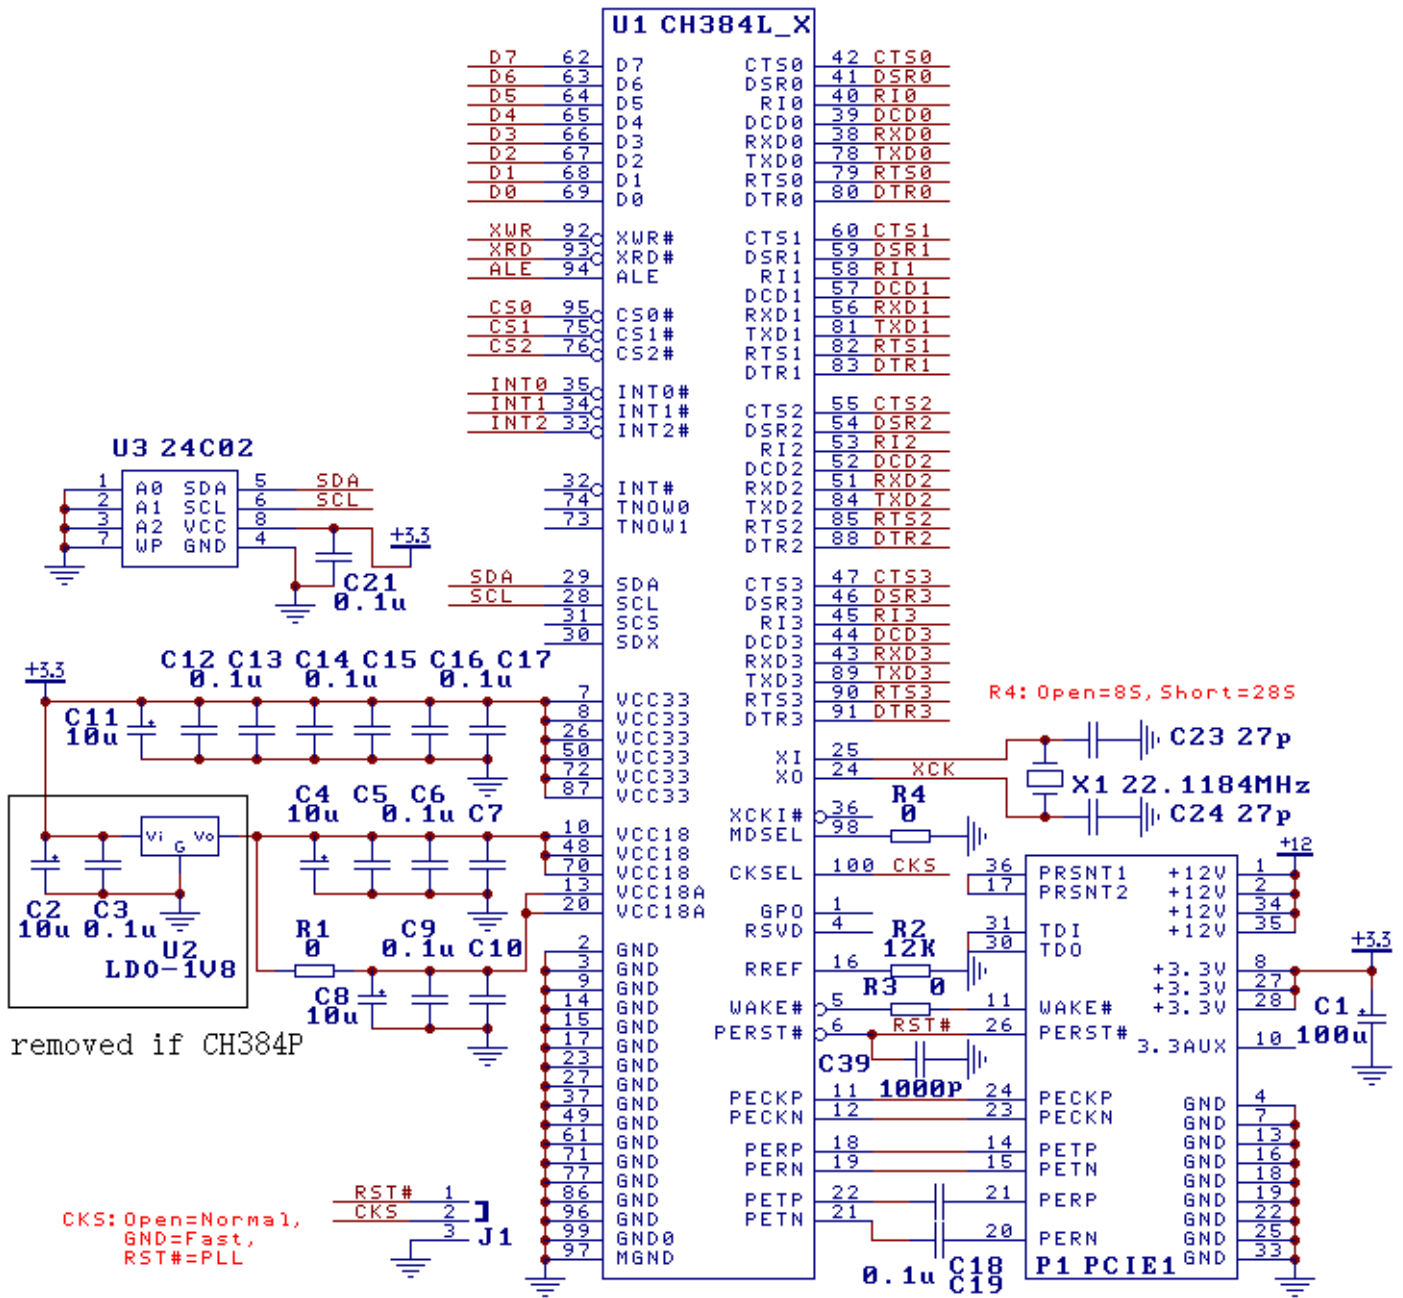 U1 CH384L_X
D7 62 D7 CTS0 42 CTS0
D6 63 D6 DSR0 41 DSR0
D5 64 D5 RI0 40 RI0
D4 65 D4 DCD0 39 DCD0
D3 66 D3 RXD0 38 RXD0
D2 67 D2 TXD0 78 TXD0
D1 68 D1 RTS0 79 RTS0
D0 69 D0 DTR0 80 DTR0
XWR 92 XWR# CTS1 60 CTS1
XRD 93 XRD# DSR1 59 DSR1
ALE 94 ALE RI1 58 RI1
DCD1 57 DCD1
CS0 95 CS0# RXD1 56 RXD1
CS1 75 CS1# TXD1 81 TXD1
CS2 76 CS2# RTS1 82 RTS1
DTR1 83 DTR1
INT0 35 INT0#
INT1 34 INT1# CTS2 55 CTS2
INT2 33 INT2# DSR2 54 DSR2
RI2 53 RI2
DCD2 52 DCD2
32 INT# RXD2 51 RXD2
74 TNOW0 TXD2 84 TXD2
73 TNOW1 RTS2 85 RTS2
DTR2 88 DTR2
U3 24C02
1 A0 SDA 5 SDA
2 A1 SCL 6 SCL
3 A2 VCC 8
7 WP GND 4
+3.3
C21
0.1u
SDA 29 SDA CTS3 47 CTS3
SCL 28 SCL DSR3 46 DSR3
31 SCS RI3 45 RI3
30 SDX DCD3 44 DCD3
RXD3 43 RXD3
TXD3 89 TXD3
RTS3 90 RTS3
DTR3 91 DTR3
+3.3
C12 C13 C14 C15 C16 C17
0.1u 0.1u 0.1u
C11
10u
7 VCC33
8 VCC33
26 VCC33
50 VCC33
72 VCC33
87 VCC33
R4: Open=8S, Short=28S
XI 25
XO 24 XCK
C23 27p
X1 22.1184MHz
C24 27p
XCKI# 36
MDSEL 98
R4
0
CKSEL 100 CKS
GPO 1
RSVD 4
RREF 16
R2
12K
WAKE# 5
R3 0
PERST# 6 RST#
C39
1000P
C4 C5 C6 C7
10u 0.1u
10 VCC18
48 VCC18
70 VCC18
13 VCC18A
20 VCC18A
Vi Vo
G
C2 C3
10u 0.1u
U2
LDO-1V8
removed if CH384P
R1
0
C9 C10
0.1u
C8
10u
2 GND
3 GND
9 GND
14 GND
15 GND
17 GND
23 GND
27 GND
37 GND
49 GND
61 GND
71 GND
77 GND
86 GND
96 GND
99 GND0
97 MGND
PECKP 11
PECKN 12
PERP 18
PERN 19
PETP 22
PETN 21
0.1u C18
C19
+12
36 PRSNT1 +12V 1
17 PRSNT2 +12V 2
+12V 34
31 TDI +12V 35
30 TDO
+3.3V 8
+3.3V 27
11 WAKE# +3.3V 28
26 PERST#
3.3AUX 10
+3.3
C1
100u
24 PECKP GND 4
23 PECKN GND 7
14 PETP GND 13
15 PETN GND 16
GND 18
21 PERP GND 19
GND 22
20 PERN GND 25
GND 33
P1 PCIE1
CKS: Open=Normal,
GND=Fast,
RST#=PLL
RST# 1
CKS 2
3 J1